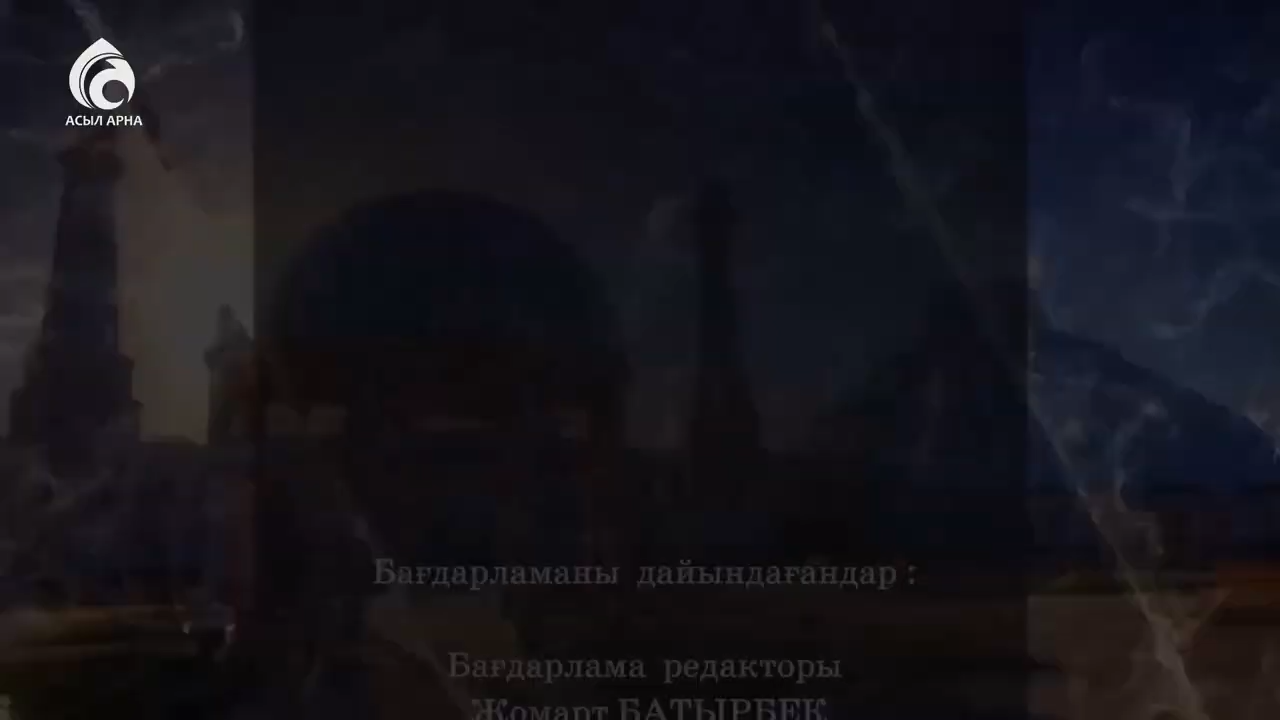 АСЫЛ АРНА
Бағдарламаны дайындағандар :
Бағдарлама редакторы
Жомарт БАТЫРБЕК